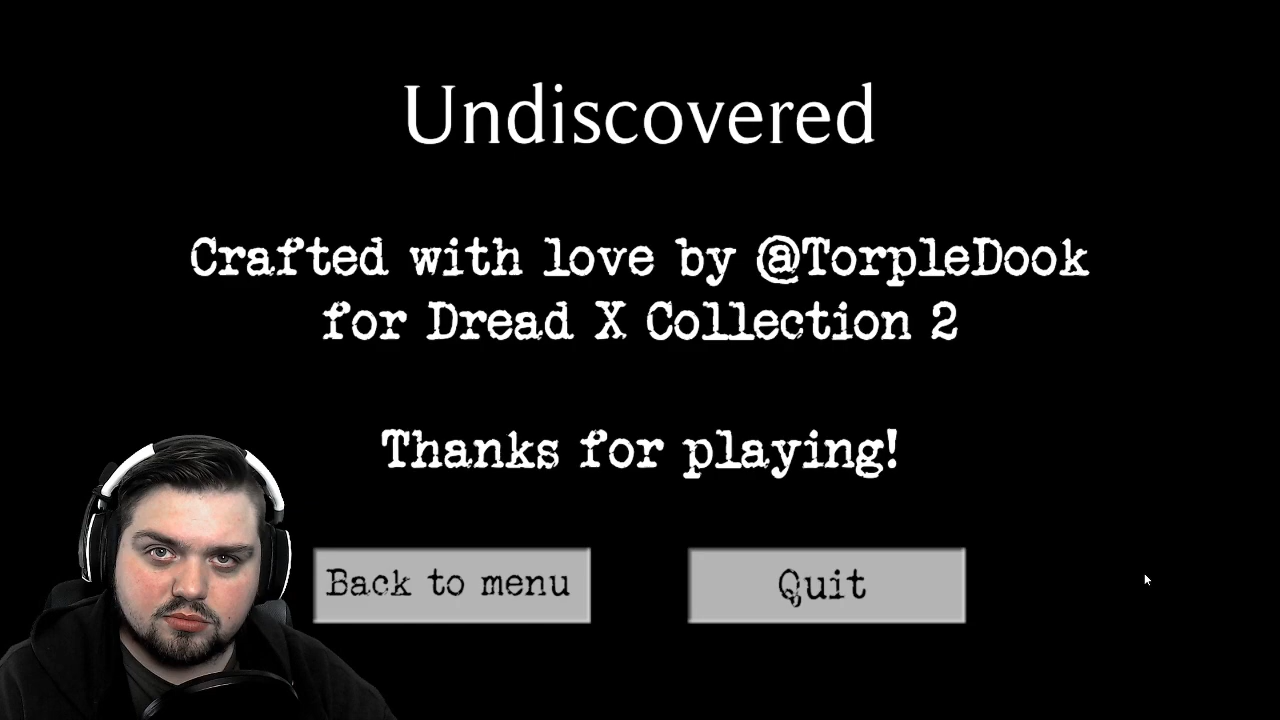 Undiscovered
Crafted with love by @TorpleDook
for Dread X Collection 2
Thanks for playing!
Back to menu
Quit